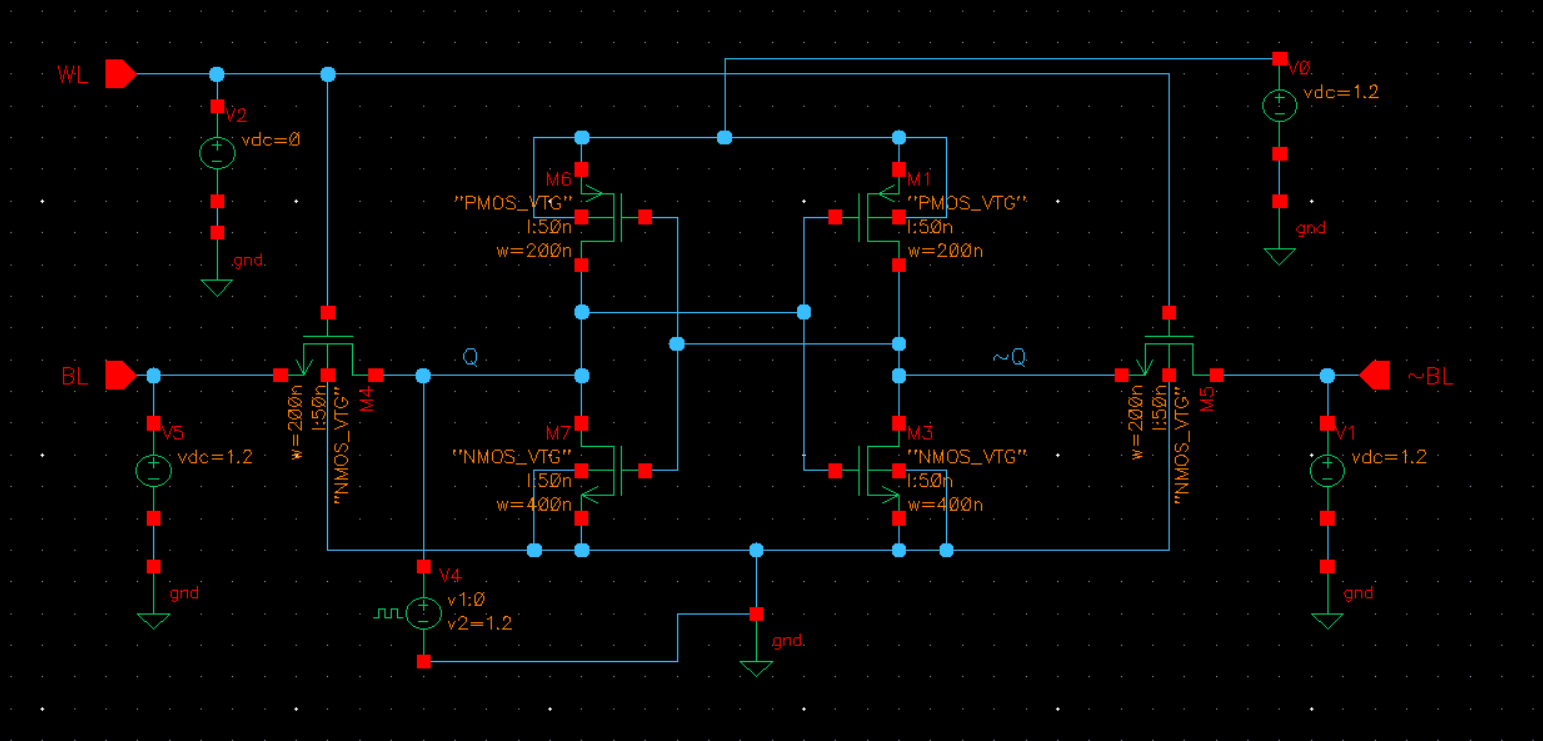 WL
V2
vdc=0
gnd
V0
vdc=1.2
gnd
M6
"PMOS_VTG"
l:50n
w=200n
M1
"PMOS_VTG"
l:50n
w=200n
BL
V5
vdc=1.2
gnd
w=200n
l:50n
"NMOS_VTG"
M4
Q
M7
"NMOS_VTG"
l:50n
w=400n
M3
"NMOS_VTG"
l:50n
w=400n
~Q
w=200n
l:50n
"NMOS_VTG"
M5
~BL
V1
vdc=1.2
gnd
V4
v1:0
v2=1.2
gnd